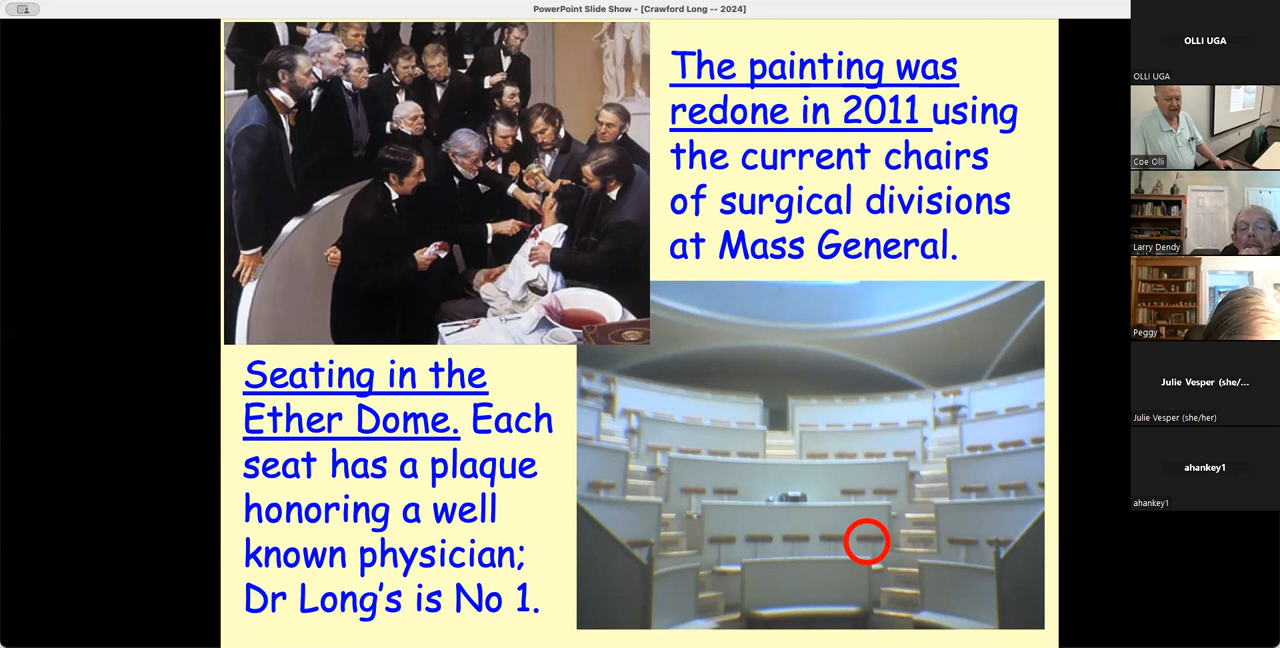 PowerPoint Slide Show - [Crawford Long -- 2024]
The painting was
redone in 2011 using
the current chairs
of surgical divisions
at Mass General.
Seating in the
Ether Dome. Each
seat has a plaque
honoring a well
known physician;
Dr Long's is No 1.
OLLI UGA
OLLI UGA
Coe Olli
Larry Dendy
Peggy
Julie Vesper (she/...
Julie Vesper (she/her)
ahankey1
ahankey1